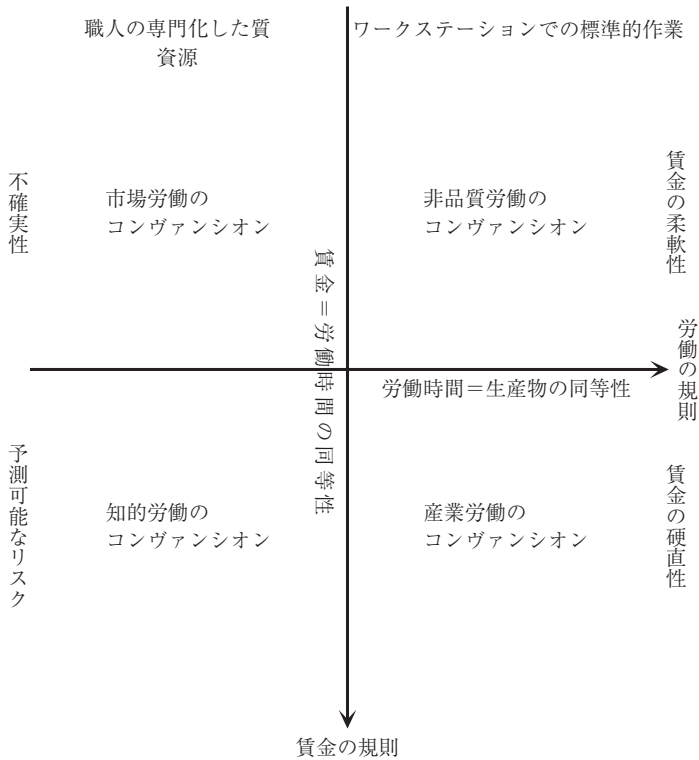 職人の専門化した質
資源
ワークステーションでの標準的作業
不確実性
市場労働の
コンヴァンシオン
非品質労働の
コンヴァンシオン
賃金の柔軟性
賃金＝労働時間の同等性
労働の規則
労働時間＝生産物の同等性
予測可能なリスク
知的労働の
コンヴァンシオン
産業労働の
コンヴァンシオン
賃金の硬直性
賃金の規則